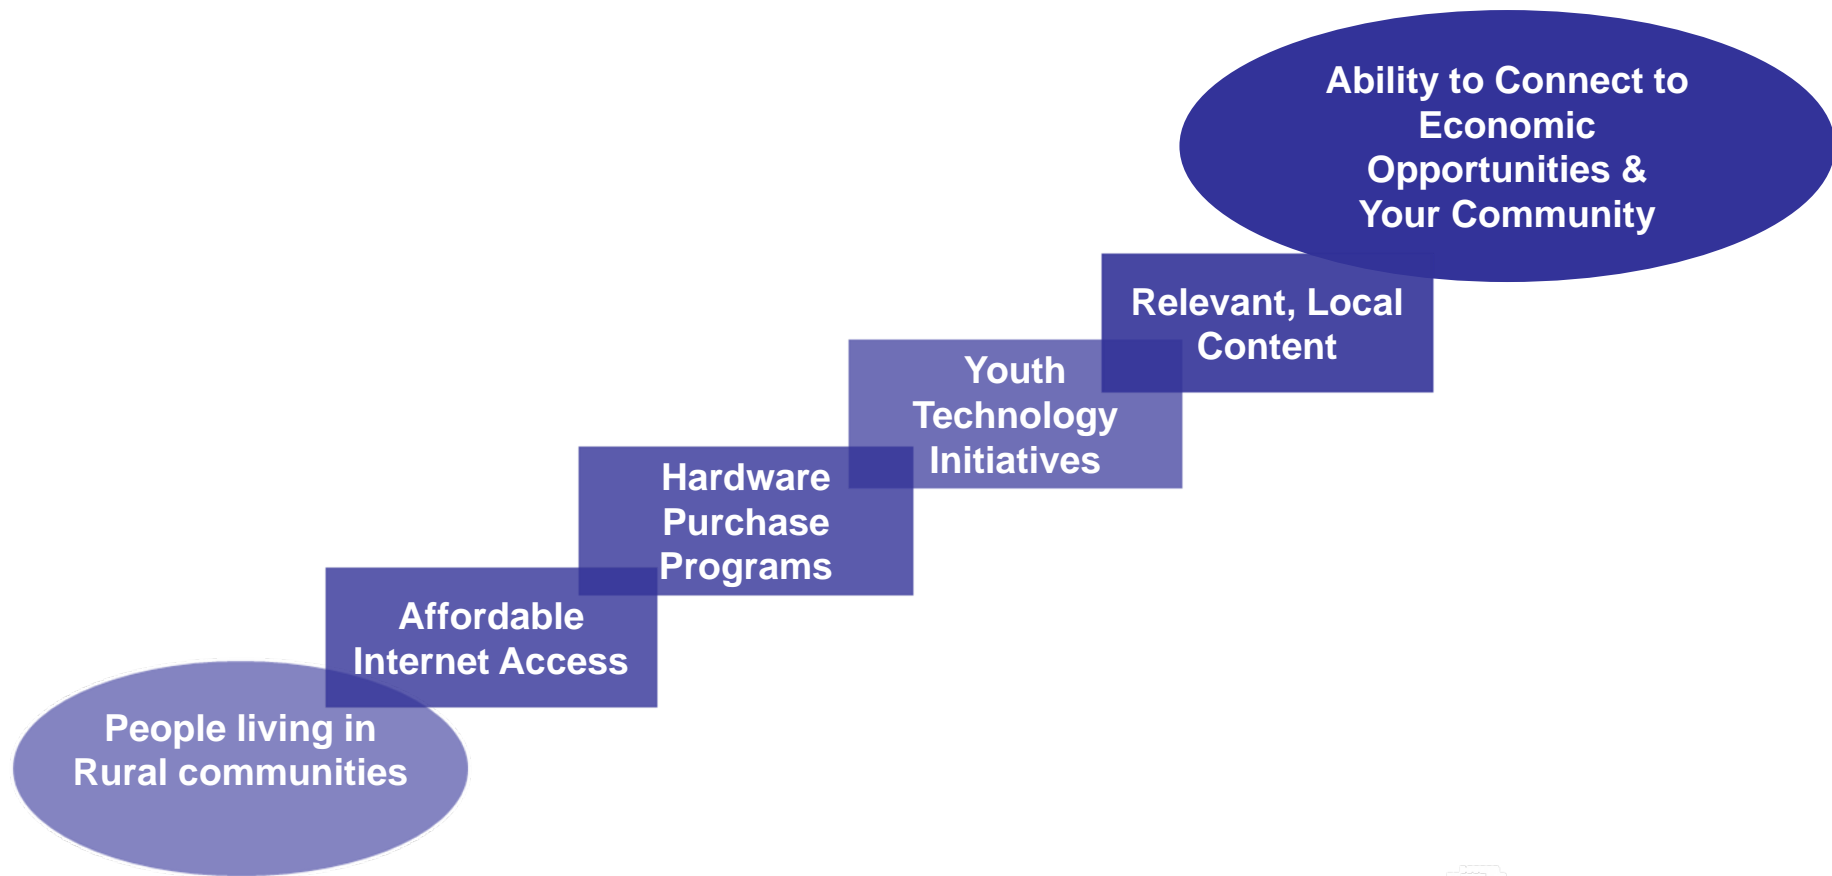 Ability to Connect to
Economic
Opportunities &
Your Community
Relevant, Local
Content
Youth
Technology
Initiatives
Hardware
Purchase
Programs
Affordable
Internet Access
People living in
Rural communities